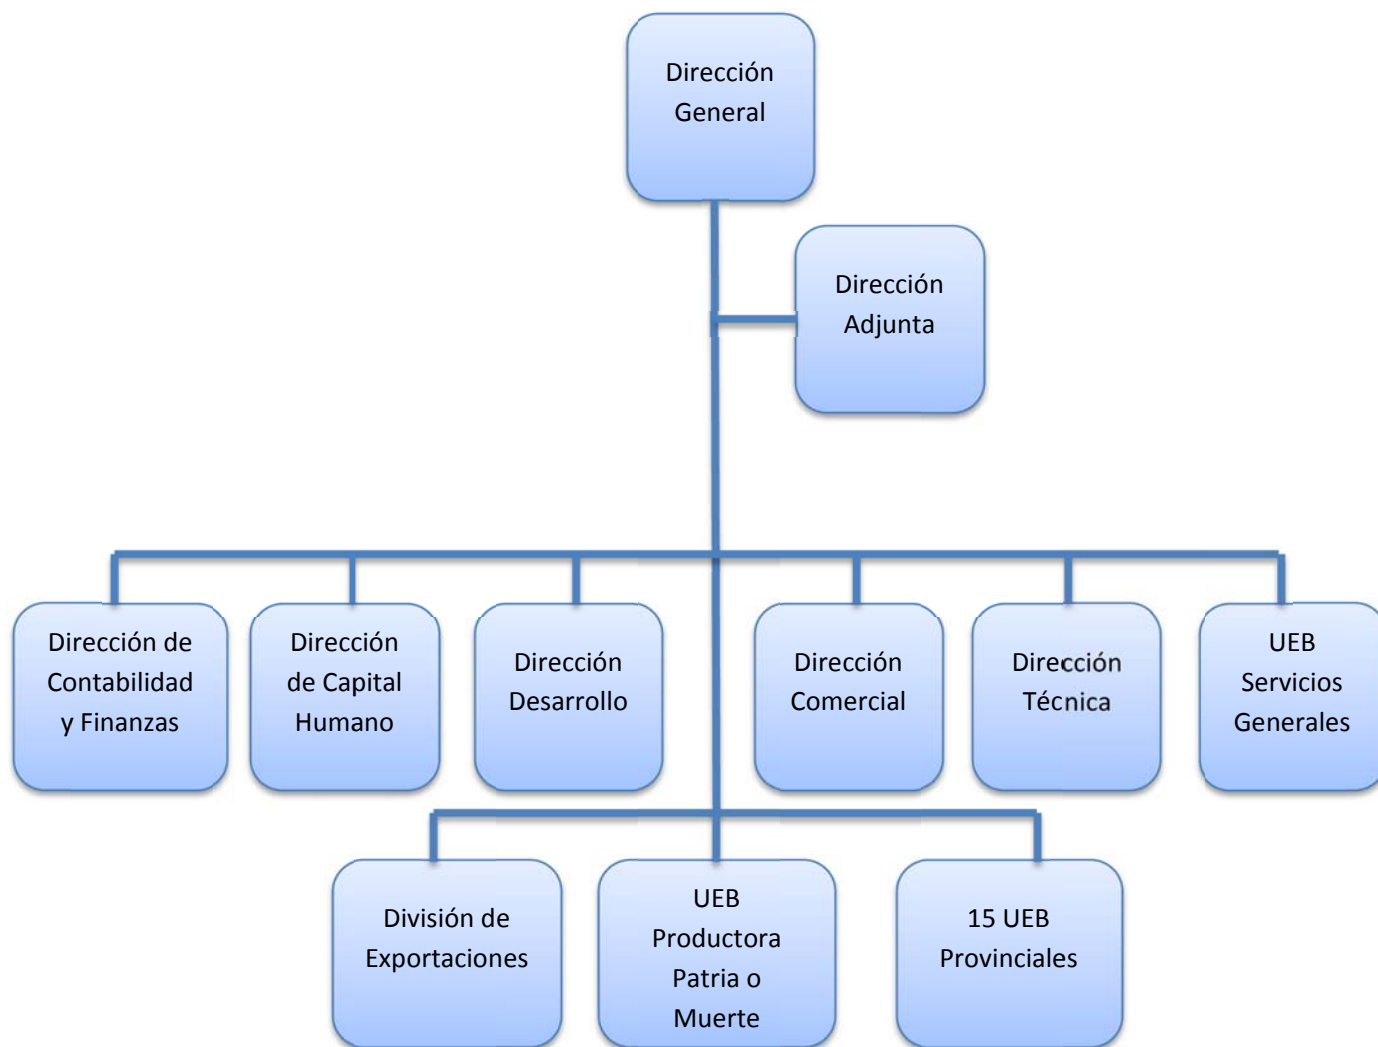 Dirección
General
Dirección
Adjunta
Dirección de
Contabilidad
y Finanzas
Dirección
de Capital
Humano
Dirección
Desarrollo
Dirección
Comercial
Dirección
Técnica
UEB
Servicios
Generales
División de
Exportaciones
UEB
Productora
Patria o
Muerte
15 UEB
Provinciales